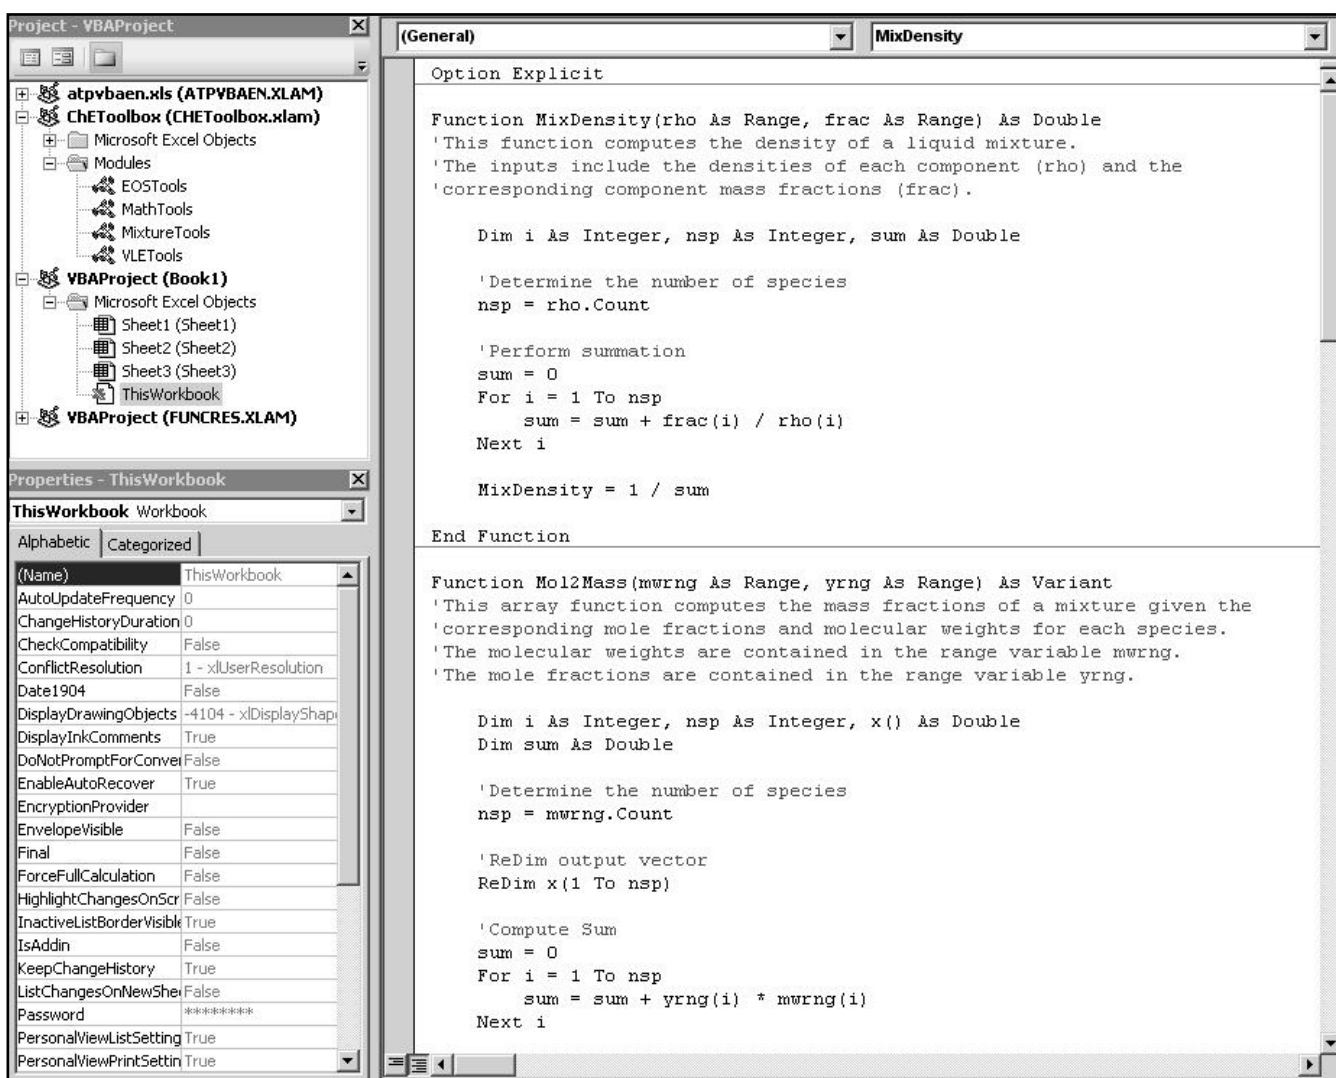 Project - VBAProject
atpvbaen.xls (ATPVBAEN.XLAM)
ChEToolbox (CHEToolbox.xlam)
Microsoft Excel Objects
Modules
EOSTools
MathTools
MixtureTools
VLETools
VBAProject (Book1)
Microsoft Excel Objects
Sheet1 (Sheet1)
Sheet2 (Sheet2)
Sheet3 (Sheet3)
ThisWorkbook
VBAProject (FUNCRES.XLAM)
Properties - ThisWorkbook
ThisWorkbook Workbook
Alphabetic Categorized
(Name) ThisWorkbook
AutoUpdateFrequency 0
ChangeHistoryDuration 0
CheckCompatibility False
ConflictResolution 1 - xlUserResolution
Date1904 False
DisplayDrawingObjects -4104 - xlDisplayShap
DisplayInkComments True
DoNotPromptForConver False
EnableAutoRecover True
EncryptionProvider
EnvelopeVisible False
Final False
ForceFullCalculation False
HighlightChangesOnScr False
InactiveListBorderVisible True
IsAddin False
KeepChangeHistory True
ListChangesOnNewShe False
Password ********
PersonalViewListSetting True
PersonalViewPrintSettin True
(General) MixDensity
Option Explicit
Function MixDensity(rho As Range, frac As Range) As Double
'This function computes the density of a liquid mixture.
'The inputs include the densities of each component (rho) and the
'corresponding component mass fractions (frac).
Dim i As Integer, nsp As Integer, sum As Double
'Determine the number of species
nsp = rho.Count
'Perform summation
sum = 0
For i = 1 To nsp
sum = sum + frac(i) / rho(i)
Next i
MixDensity = 1 / sum
End Function
Function Mol2Mass(mwrng As Range, yrng As Range) As Variant
'This array function computes the mass fractions of a mixture given the
'corresponding mole fractions and molecular weights for each species.
'The molecular weights are contained in the range variable mwrng.
'The mole fractions are contained in the range variable yrng.
Dim i As Integer, nsp As Integer, x() As Double
Dim sum As Double
'Determine the number of species
nsp = mwrng.Count
'ReDim output vector
ReDim x(1 To nsp)
'Compute Sum
sum = 0
For i = 1 To nsp
sum = sum + yrng(i) * mwrng(i)
Next i